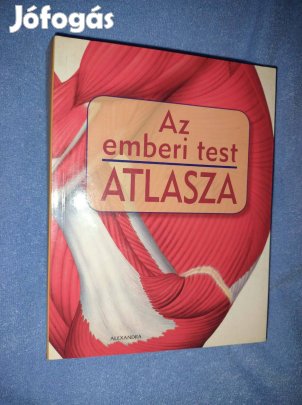 Jófogás
Az
emberi test
ATLASZA
ALEXANDRA